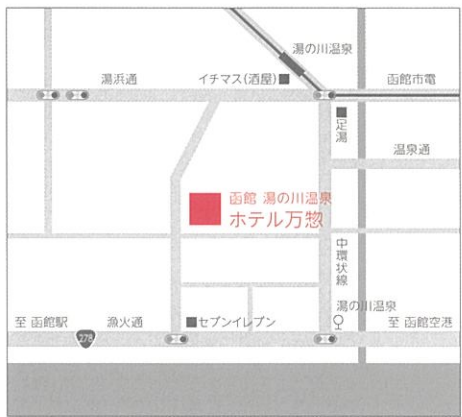 湯の川温泉
湯浜通
イチマス(酒屋)■
函館市電
■足湯
温泉通
函館 湯の川温泉
ホテル万惣
中環状線
湯の川温泉
至 函館駅
278
漁火通
■セブンイレブン
至 函館空港